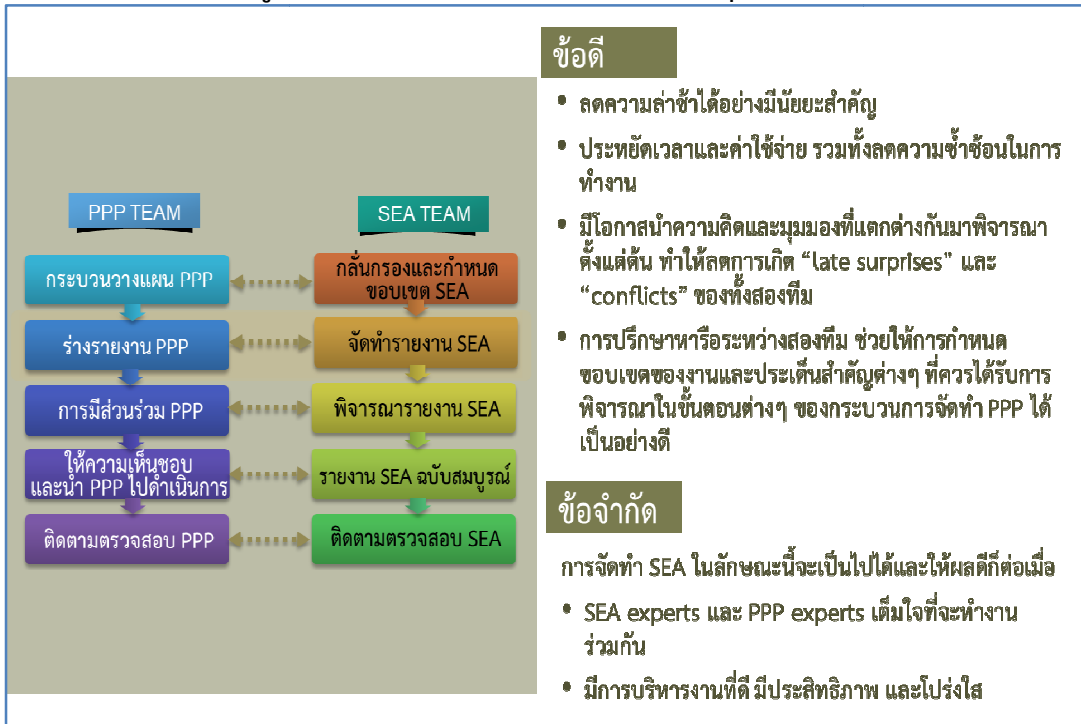 PPP TEAM
SEA TEAM
กระบวนวางแผน PPP
กลั่นกรองและกำหนด
ขอบเขต SEA
ร่างรายงาน PPP
จัดทำรายงาน SEA
การมีส่วนร่วม PPP
พิจารณารายงาน SEA
ให้ความเห็นชอบ
และนำ PPP ไปดำเนินการ
รายงาน SEA ฉบับสมบูรณ์
ติดตามตรวจสอบ PPP
ติดตามตรวจสอบ SEA
ข้อดี
• ลดความล่าช้าได้อย่างมีนัยยะสำคัญ
• ประหยัดเวลาและค่าใช้จ่าย รวมทั้งลดความซ้ำซ้อนในการ
ทำงาน
• มีโอกาสนำความคิดและมุมมองที่แตกต่างกันมาพิจารณา
ตั้งแต่ต้น ทำให้ลดการเกิด “late surprises" และ
“conflicts” ของทั้งสองทีม
• การปรึกษาหารือระหว่างสองทีม ช่วยให้การกำหนด
ขอบเขตของงานและประเด็นสำคัญต่างๆ ที่ควรได้รับการ
พิจารณาในขั้นตอนต่างๆ ของกระบวนการจัดทำ PPP ได้
เป็นอย่างดี
ข้อจำกัด
การจัดทำ SEA ในลักษณะนี้จะเป็นไปได้และให้ผลดีก็ต่อเมื่อ
• SEA experts และ PPP experts เต็มใจที่จะทำงาน
ร่วมกัน
• มีการบริหารงานที่ดี มีประสิทธิภาพ และโปร่งใส